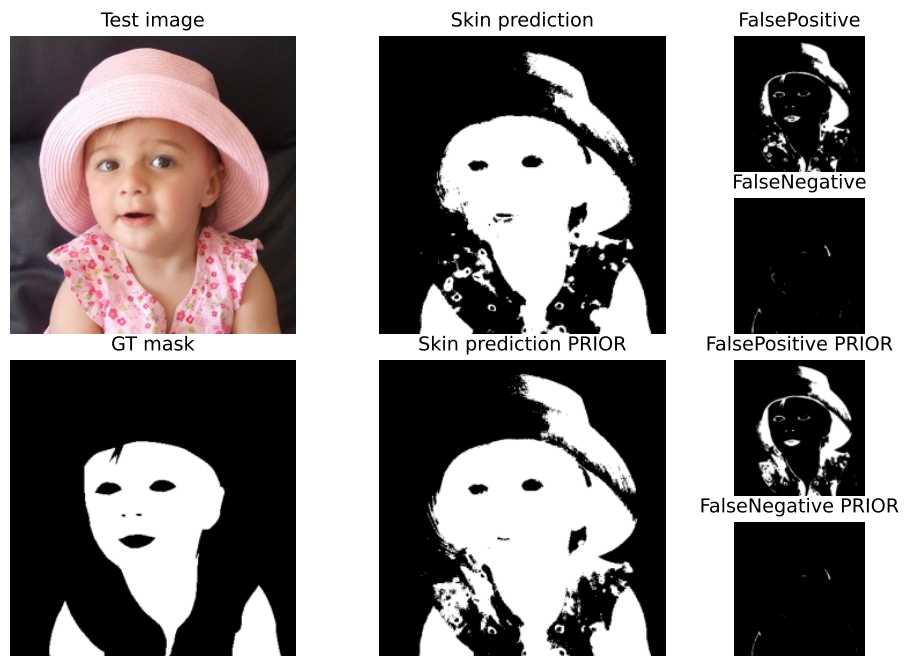 Test image
Skin prediction
FalsePositive
FalseNegative
GT mask
Skin prediction PRIOR
FalsePositive PRIOR
FalseNegative PRIOR